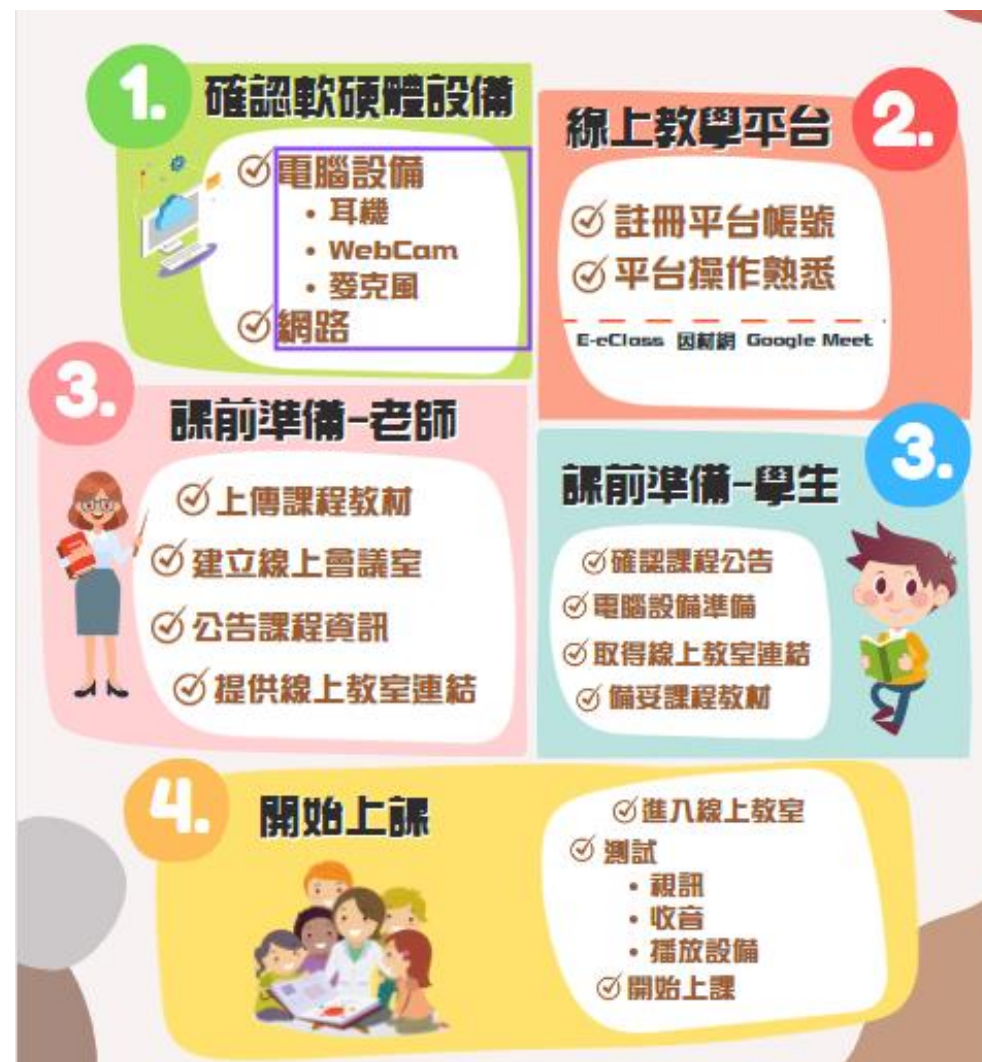 1.
確認軟硬體設備
電腦設備
• 耳機
• WebCam
• 麥克風
網路
2.
線上教學平台
註冊平台帳號
平台操作熟悉
E-eClass 因材網 Google Meet
3.
課前準備-老師
上傳課程教材
建立線上會議室
公告課程資訊
提供線上教室連結
3.
課前準備-學生
確認課程公告
電腦設備準備
取得線上教室連結
備妥課程教材
4.
開始上課
進入線上教室
測試
• 視訊
• 收音
• 播放設備
開始上課